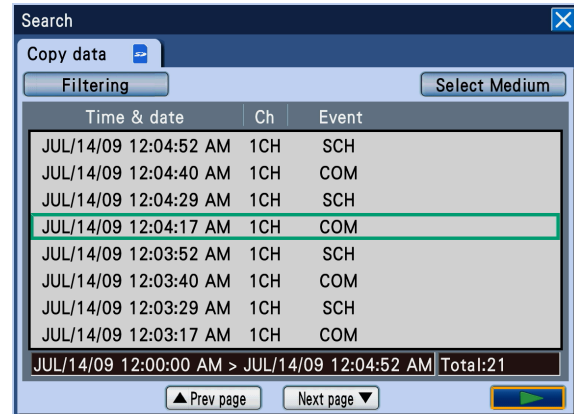 Search
Copy data
Filtering Select Medium
Time & date Ch Event
JUL/14/09 12:04:52 AM 1CH SCH
JUL/14/09 12:04:40 AM 1CH COM
JUL/14/09 12:04:29 AM 1CH SCH
JUL/14/09 12:04:17 AM 1CH COM
JUL/14/09 12:03:52 AM 1CH SCH
JUL/14/09 12:03:40 AM 1CH COM
JUL/14/09 12:03:29 AM 1CH SCH
JUL/14/09 12:03:17 AM 1CH COM
JUL/14/09 12:00:00 AM > JUL/14/09 12:04:52 AM Total:21
▲ Prev page Next page ▼